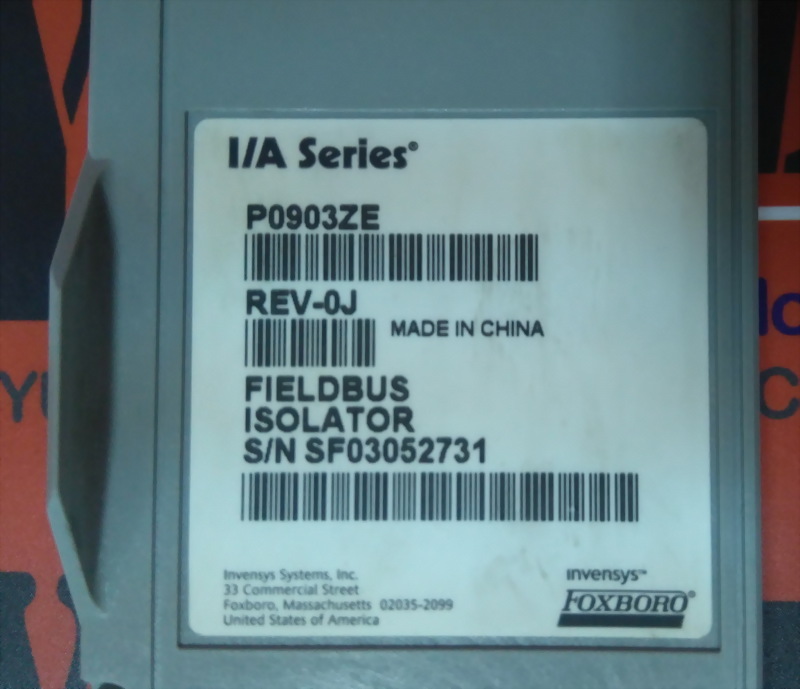 I/A Series®
P0903ZE
REV-0J
MADE IN CHINA
FIELDBUS
ISOLATOR
S/N SF03052731
Invensys Systems, Inc.
33 Commercial Street
Foxboro, Massachusetts 02035-2099
United States of America
invensys™
FOXBORO®